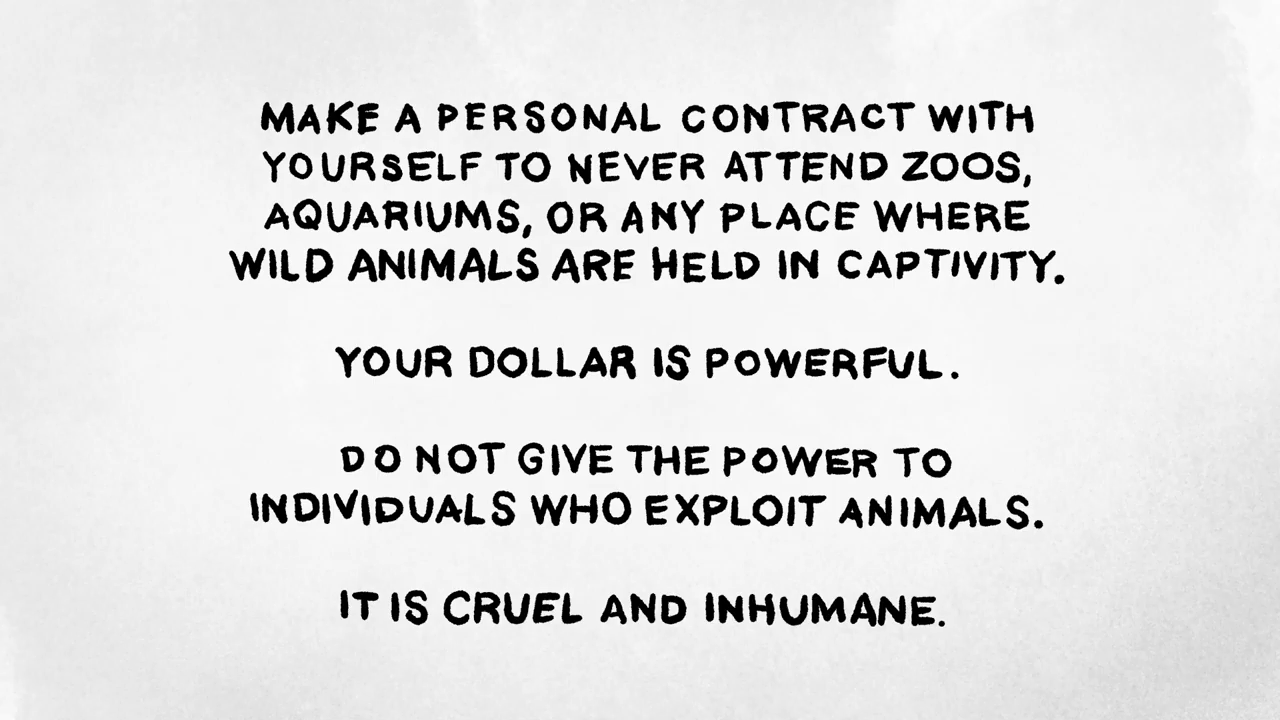 MAKE A PERSONAL CONTRACT WITH
YOURSELF TO NEVER ATTEND ZOOS,
AQUARIUMS, OR ANY PLACE WHERE
WILD ANIMALS ARE HELD IN CAPTIVITY.
YOUR DOLLAR IS POWERFUL.
DO NOT GIVE THE POWER TO
INDIVIDUALS WHO EXPLOIT ANIMALS.
IT IS CRUEL AND INHUMANE.